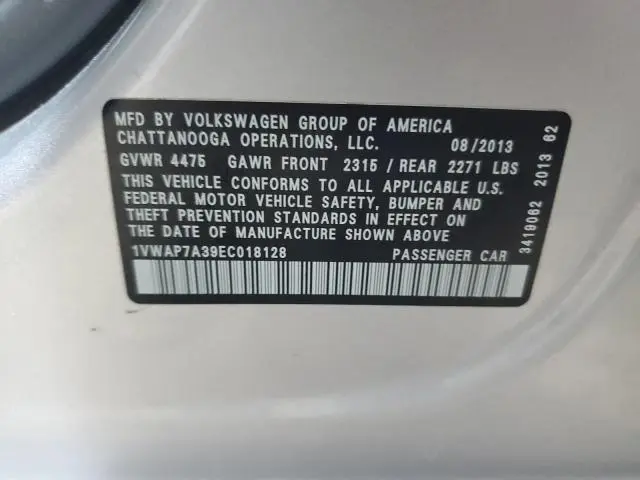 MFD BY VOLKSWAGEN GROUP OF AMERICA
CHATTANOOGA OPERATIONS, LLC. 08/2013
GVWR 4475 GAWR FRONT 2315 / REAR 2271 LBS
THIS VEHICLE CONFORMS TO ALL APPLICABLE U.S.
FEDERAL MOTOR VEHICLE SAFETY, BUMPER AND
THEFT PREVENTION STANDARDS IN EFFECT ON
THE DATE OF MANUFACTURE SHOWN ABOVE
1VWAP7A39EC018128 PASSENGER CAR
3419062 2013 62